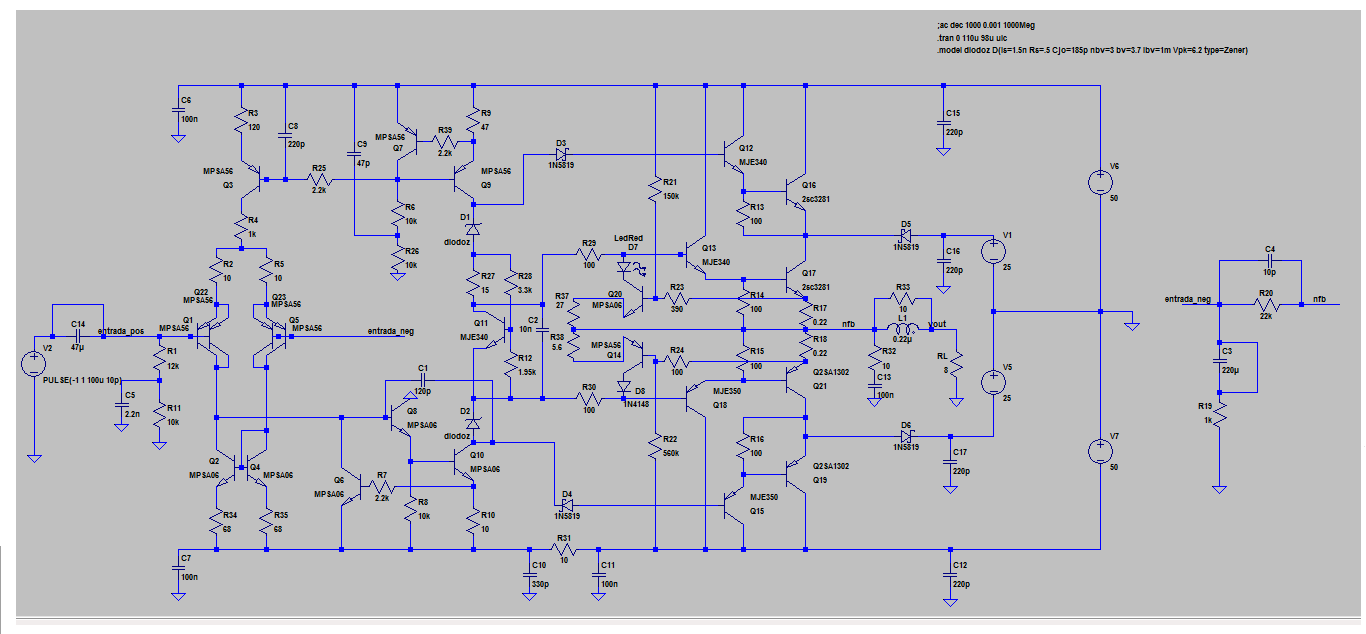 ;ac dec 1000 0.001 1000Meg
.tran 0 110u 98u uic
.model diodoz D(Is=1.5n Rs=.5 Cjo=185p nbv=3 bv=3.7 Ibv=1m Vpk=6.2 type=Zener)
C6
100n
R3
120
C8
220p
C9
47p
MPSA56
Q7
R39
2.2k
R9
47
D3
1N5819
Q12
MJE340
C15
220p
V6
50
MPSA56
Q3
R25
2.2k
MPSA56
Q9
R21
150k
Q16
2sc3281
R13
100
R4
1k
R6
10k
D1
diodoz
R26
10k
R2
10
R5
10
R29
100
LedRed
D7
Q13
MJE340
D5
1N5819
C16
220p
V1
25
Q22
MPSA56
Q23
MPSA56
R27
15
R28
3.3k
Q20
MPSA06
R23
390
R14
100
Q17
2sc3281
R17
0.22
R33
10
L1
0.22µ
C4
10p
entrada_neg
R20
22k
nfb
C14
47µ
entrada_pos
MPSA56
Q1
Q5
MPSA56
entrada_neg
Q11
MJE340
C2
10n
R37
27
R38
5.6
MPSA56
Q14
R24
100
R15
100
R18
0.22
nfb
vout
R32
10
C13
100n
RL
8
V2
PULSE(-1 1 100u 10p)
R1
12k
C5
2.2n
R11
10k
C1
120p
R12
1.95k
R30
100
D8
1N4148
MJE350
Q18
Q2SA1302
Q21
V5
25
C3
220µ
R19
1k
Q8
MPSA06
D2
diodoz
R22
560k
R16
100
D6
1N5819
C17
220p
V7
50
Q2
MPSA06
Q4
MPSA06
Q6
MPSA06
R7
2.2k
Q10
MPSA06
R8
10k
R10
10
D4
1N5819
MJE350
Q15
Q2SA1302
Q19
R34
68
R35
68
C7
100n
R31
10
C10
330p
C11
100n
C12
220p